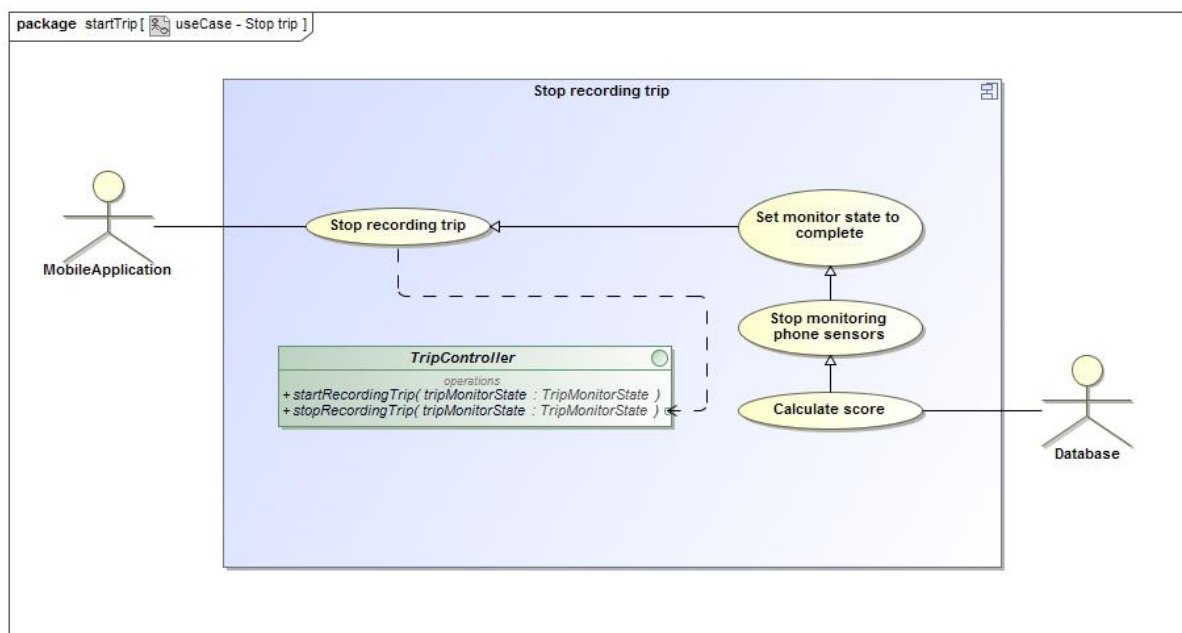 package startTrip [ useCase - Stop trip ]
Stop recording trip
MobileApplication
Stop recording trip
Set monitor state to
complete
Stop monitoring
phone sensors
TripController
operations
+ startRecordingTrip( tripMonitorState : TripMonitorState )
+ stopRecordingTrip( tripMonitorState : TripMonitorState )
Calculate score
Database